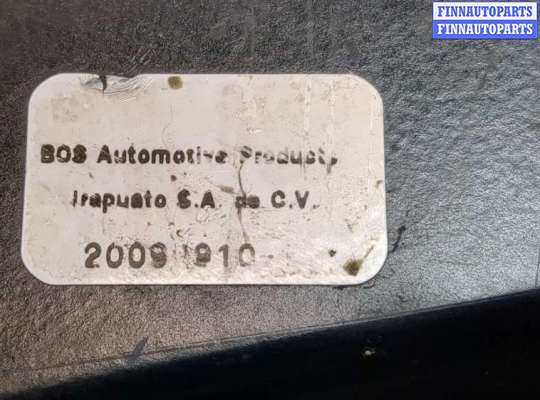 FINNAUTOPARTS
FINNAUTOPARTS
BOS Automotive Products
Irapuato S.A. de C.V.
2009 1910